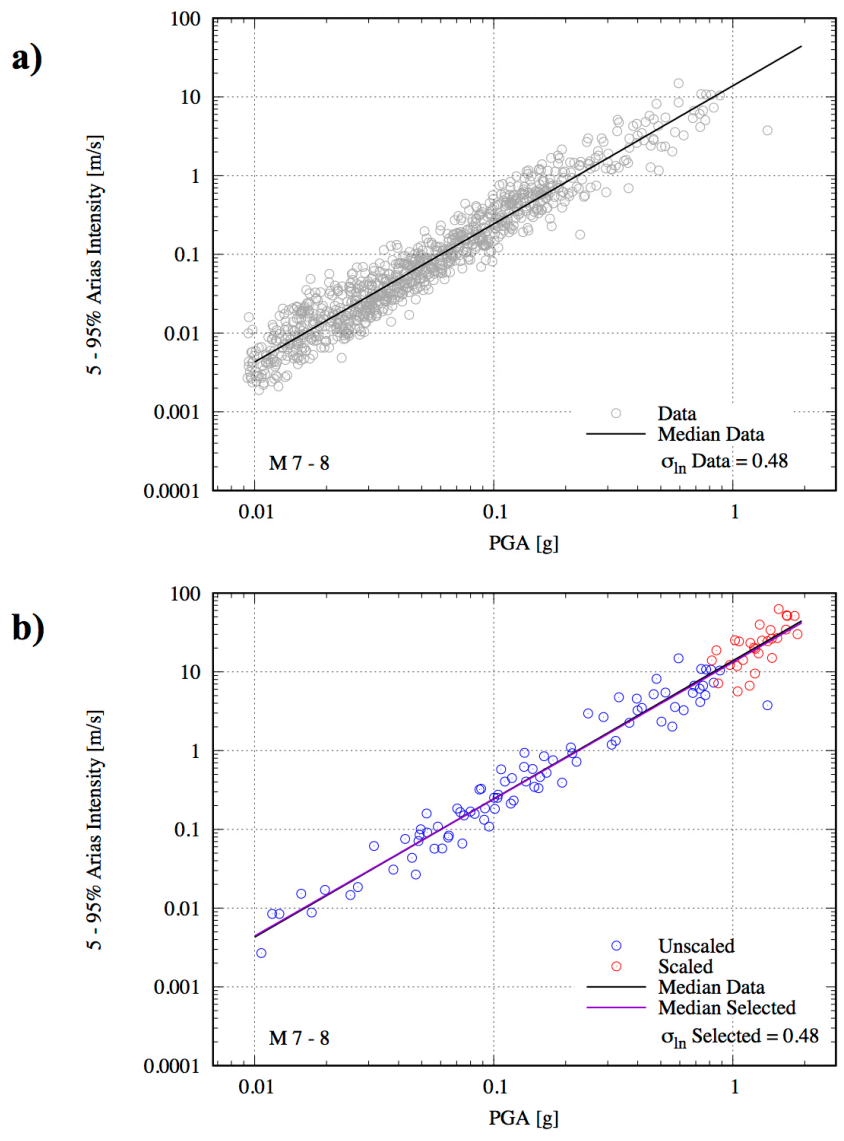 a)
100
10
1
0.1
0.01
0.001
0.0001
5 - 95% Arias Intensity [m/s]
Data
Median Data
σln Data = 0.48
M 7 - 8
0.01 0.1 1
PGA [g]
b)
100
10
1
0.1
0.01
0.001
0.0001
5 - 95% Arias Intensity [m/s]
Unscaled
Scaled
Median Data
Median Selected
σln Selected = 0.48
M 7 - 8
0.01 0.1 1
PGA [g]